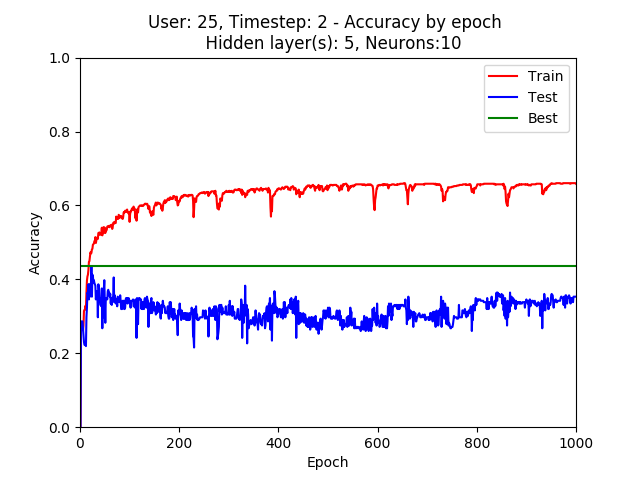 User: 25, Timestep: 2 - Accuracy by epoch
Hidden layer(s): 5, Neurons:10
1.0
0.8
0.6
0.4
0.2
0.0
Accuracy
Train
Test
Best
0 200 400 600 800 1000
Epoch